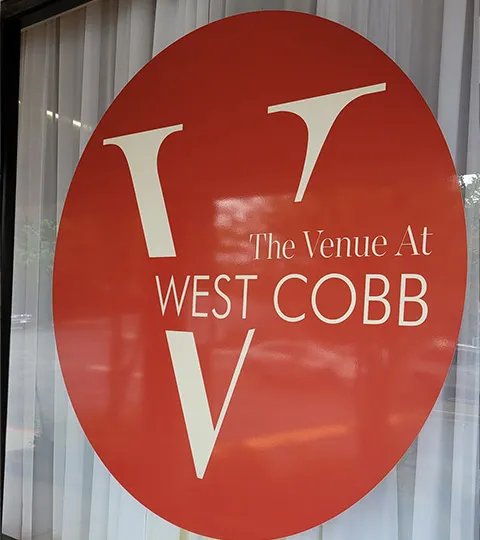 V
The Venue At
WEST COBB